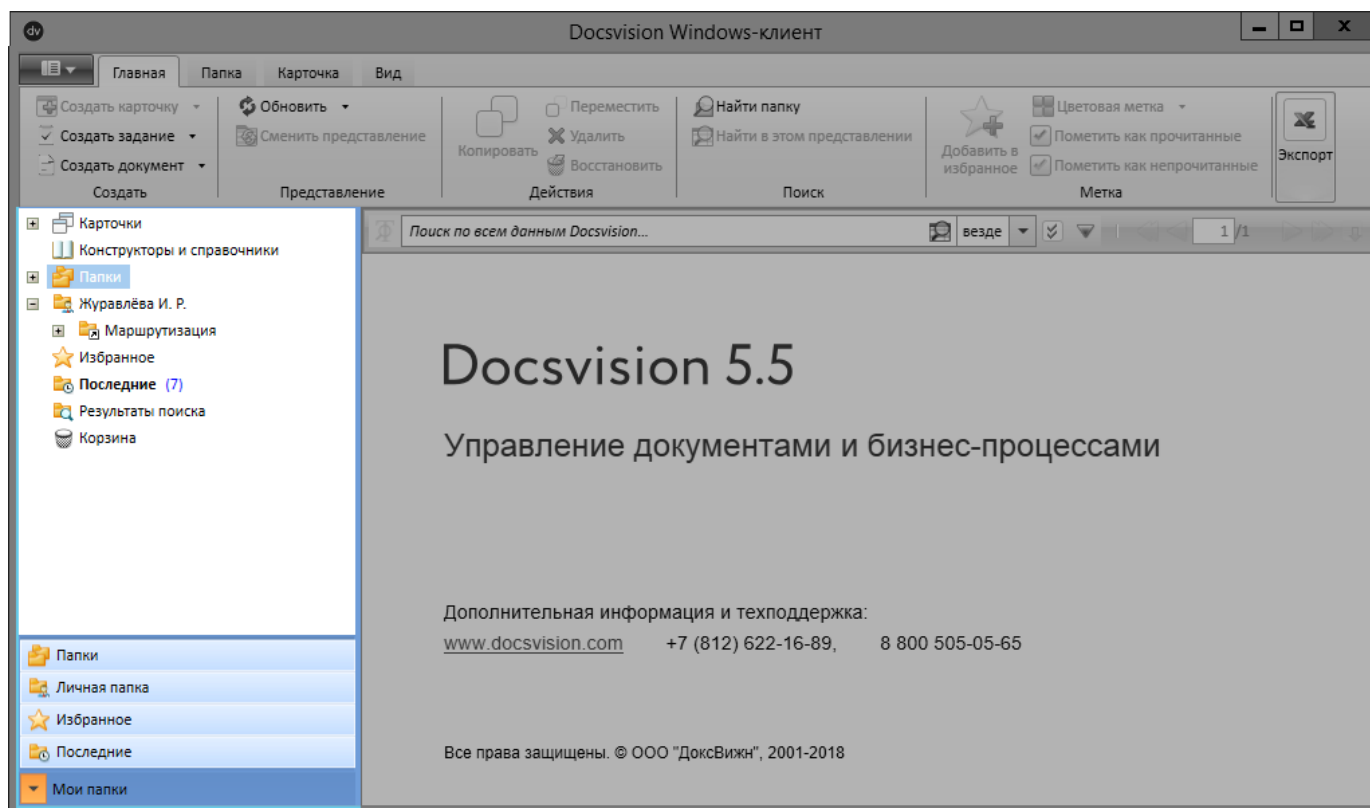 dv
Docsvision Windows-клиент
Главная Папка Карточка Вид
Создать карточку
Создать задание
Создать документ
Создать
Обновить
Сменить представление
Представление
Копировать
Переместить
Удалить
Восстановить
Действия
Найти папку
Найти в этом представлении
Поиск
Добавить в
избранное
Цветовая метка
Пометить как прочитанные
Пометить как непрочитанные
Метка
Экспорт
Карточки
Конструкторы и справочники
Папки
Журавлёва И. Р.
Маршрутизация
Избранное
Последние (7)
Результаты поиска
Корзина
Папки
Личная папка
Избранное
Последние
Мои папки
Поиск по всем данным Docsvision...
везде
1 /1
Docsvision 5.5
Управление документами и бизнес-процессами
Дополнительная информация и техподдержка:
www.docsvision.com +7 (812) 622-16-89, 8 800 505-05-65
Все права защищены. © ООО "ДоксВижн", 2001-2018